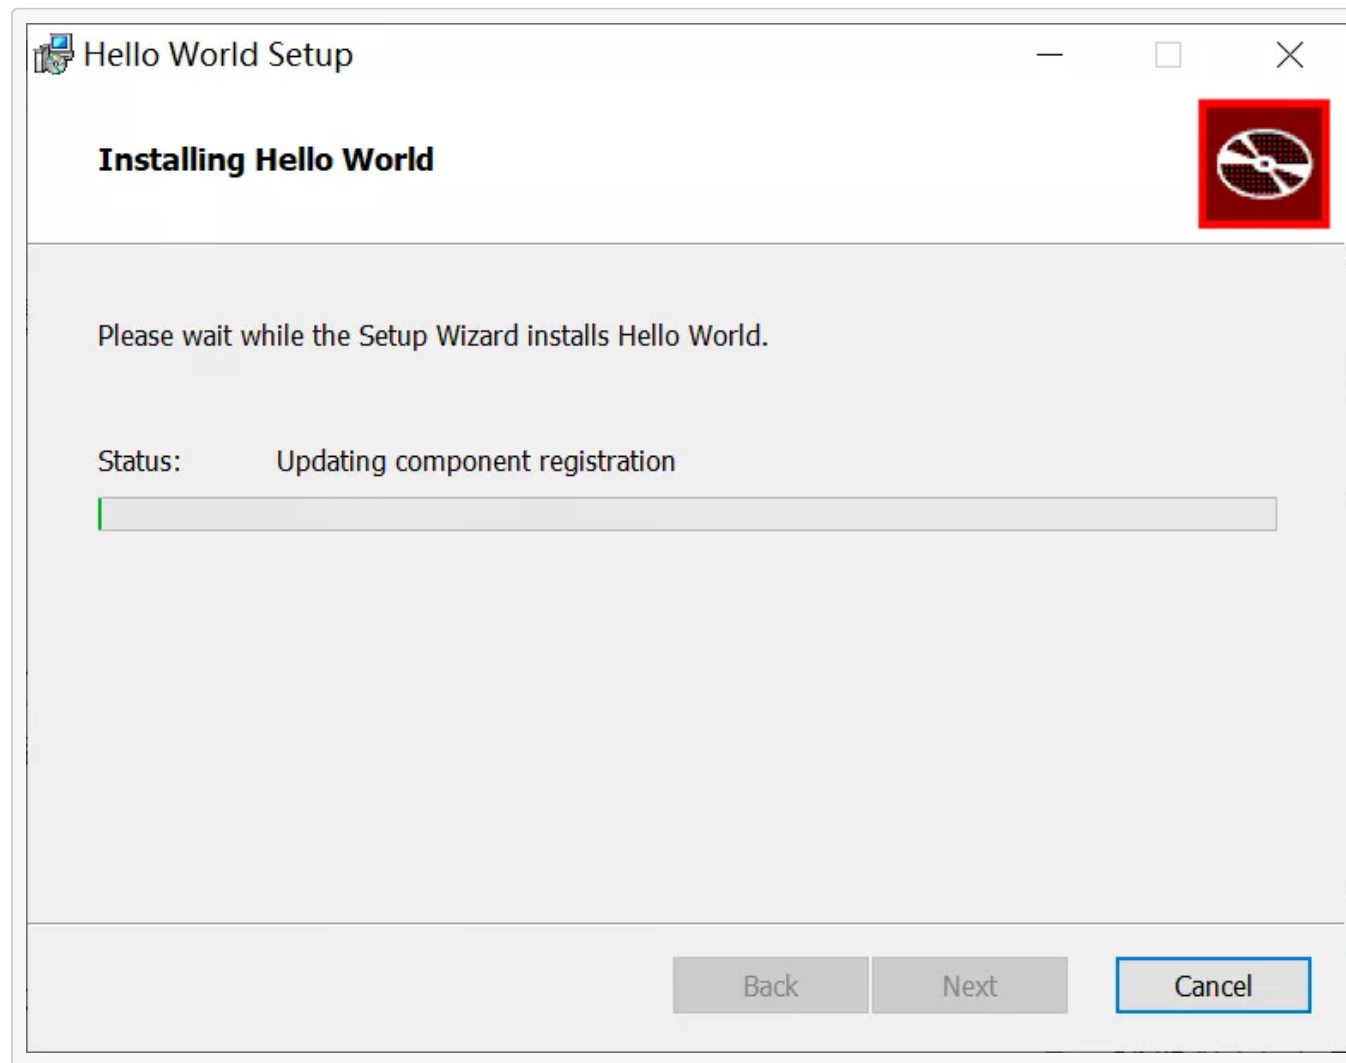 Hello World Setup
Installing Hello World
Please wait while the Setup Wizard installs Hello World.
Status: Updating component registration
Back Next Cancel